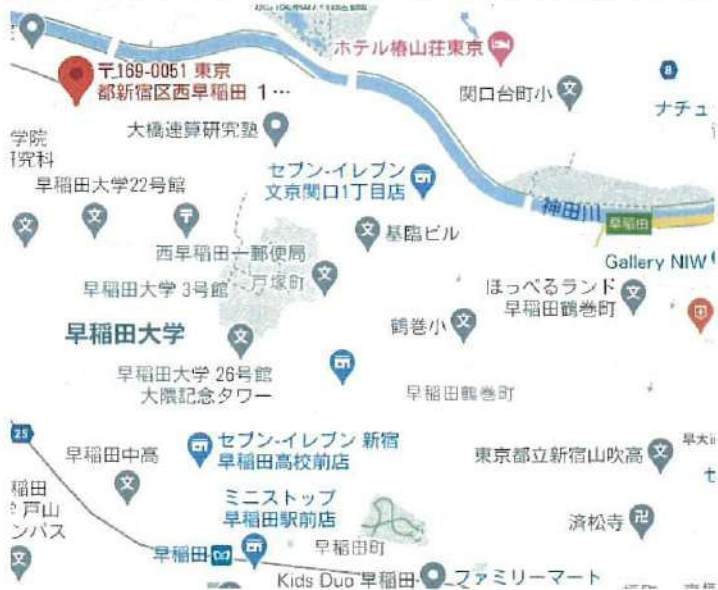 ホテル椿山荘東京
〒169-0051 東京
都新宿区西早稲田 1…
8
関口台町小
ナチュ
大橋速算研究塾
学院
研究科
セブン-イレブン
文京関口1丁目店
早稲田大学22号館
神田川
早稲田
基臨ビル
西早稲田一郵便局
Gallery NIW
早稲田大学 3号館
戸塚町
ほっぺるランド
早稲田鶴巻町
早稲田大学
鶴巻小
早稲田大学 26号館
大隈記念タワー
早稲田鶴巻町
25
セブン-イレブン 新宿
早稲田高校前店
早稲田中高
東京都立新宿山吹高
早大
セ
稲田
戸山
ンパス
ミニストップ
早稲田駅前店
済松寺
早稲田
早稲田町
Kids Duo 早稲田
ファミリーマート